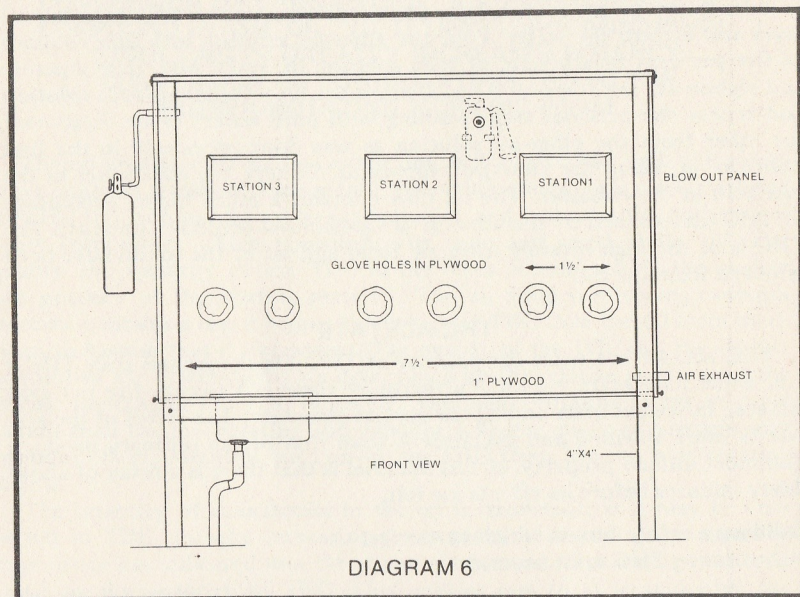 STATION 3
STATION 2
STATION1
BLOW OUT PANEL
GLOVE HOLES IN PLYWOOD
1½'
7½'
1" PLYWOOD
AIR EXHAUST
FRONT VIEW
4"X4"
DIAGRAM 6